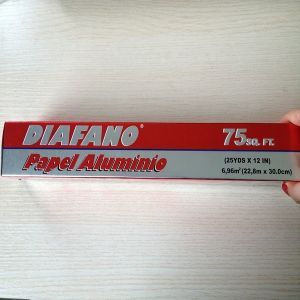 DIAFANO®
75 SQ. FT.
Papel Aluminio
(25YDS X 12 IN)
6,96m² (22,8m x 30.0cm)